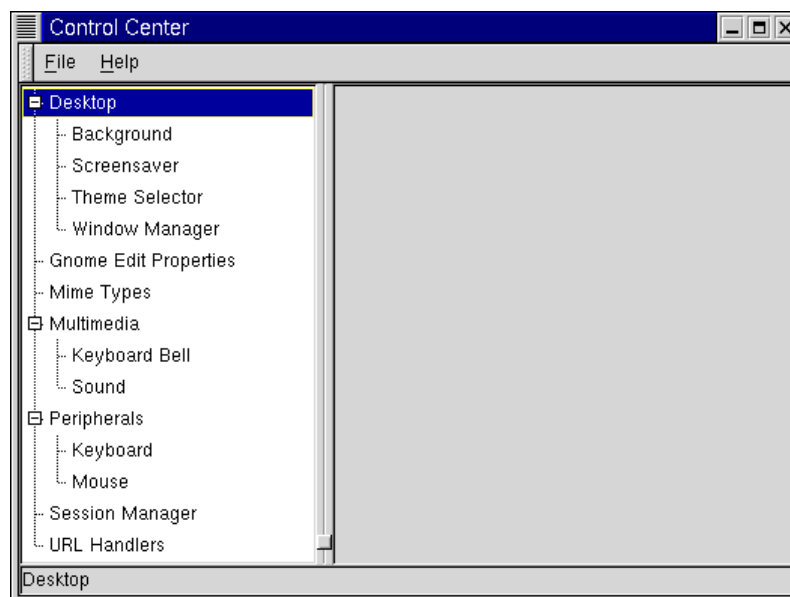 Control Center
File Help
Desktop
Background
Screensaver
Theme Selector
Window Manager
Gnome Edit Properties
Mime Types
Multimedia
Keyboard Bell
Sound
Peripherals
Keyboard
Mouse
Session Manager
URL Handlers
Desktop